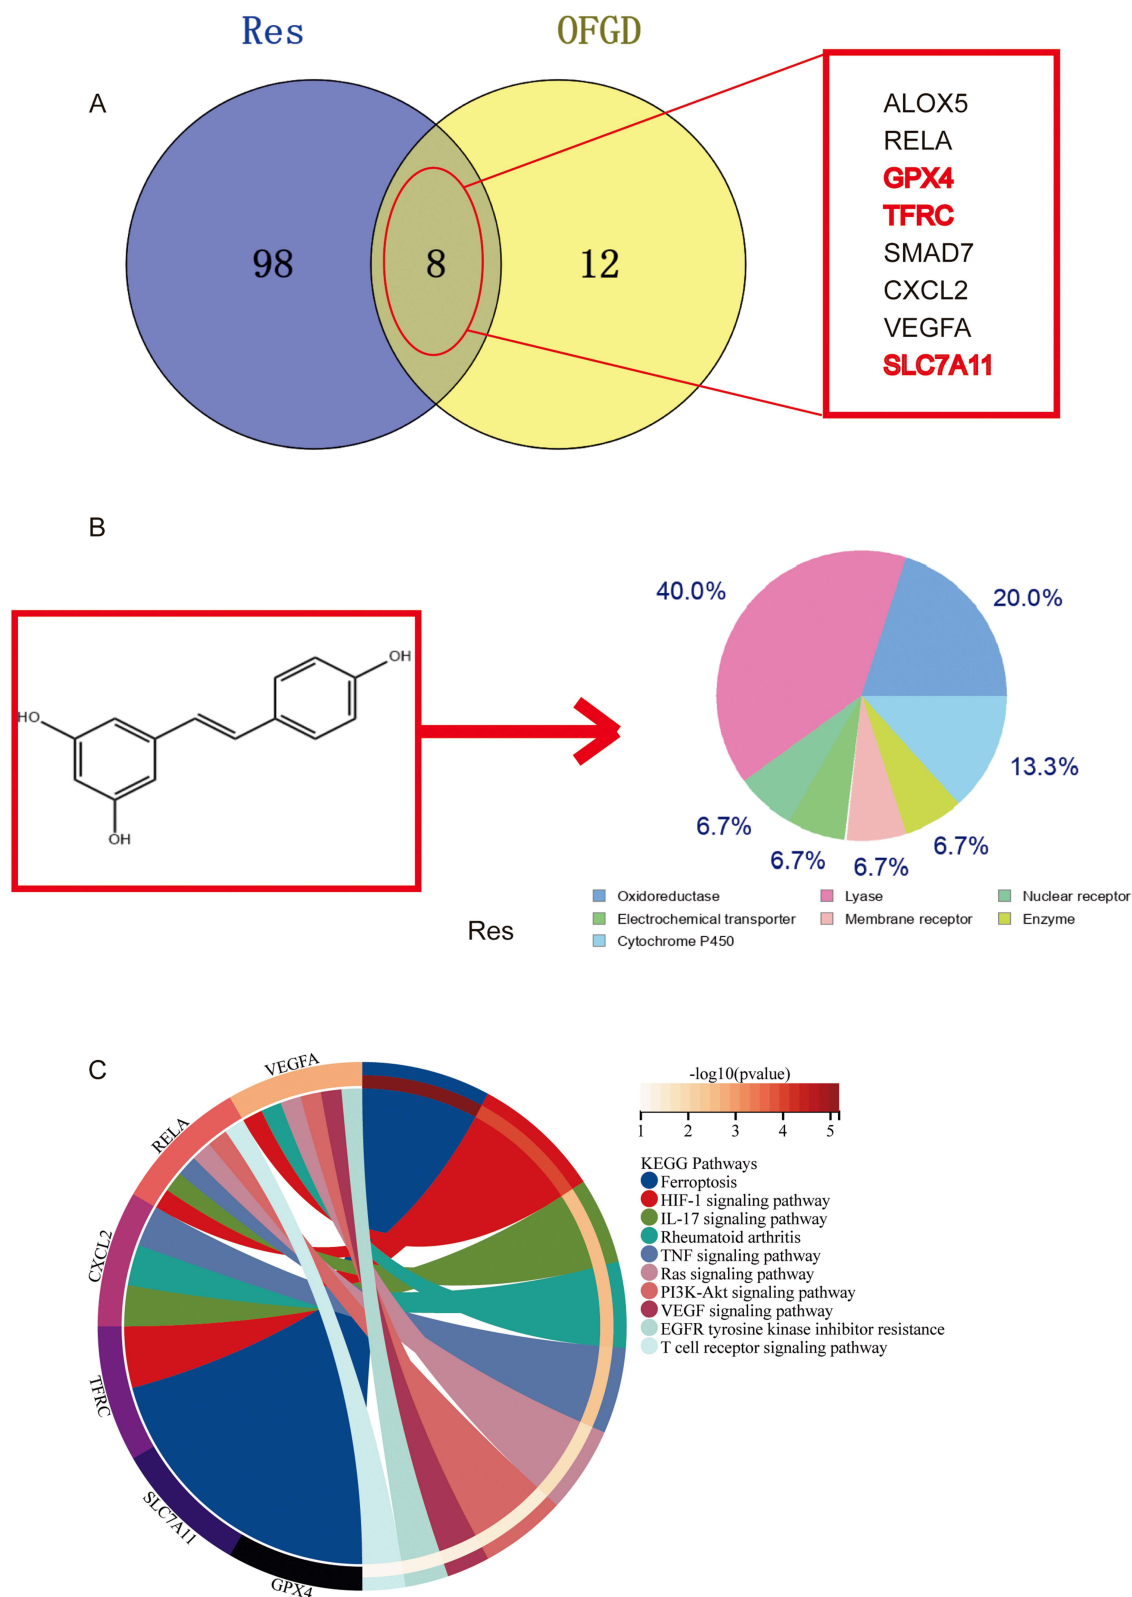 Res
OFGD
A
98
8
12
ALOX5
RELA
GPX4
TFRC
SMAD7
CXCL2
VEGFA
SLC7A11
B
OH
HO
OH
Res
40.0%
20.0%
13.3%
6.7%
6.7%
6.7%
6.7%
Oxidoreductase
Lyase
Nuclear receptor
Electrochemical transporter
Membrane receptor
Enzyme
Cytochrome P450
C
VEGFA
RELA
CXCL2
TFRC
SLC7A11
GPX4
-log10(pvalue)
1 2 3 4 5
KEGG Pathways
Ferroptosis
HIF-1 signaling pathway
IL-17 signaling pathway
Rheumatoid arthritis
TNF signaling pathway
Ras signaling pathway
PI3K-Akt signaling pathway
VEGF signaling pathway
EGFR tyrosine kinase inhibitor resistance
T cell receptor signaling pathway